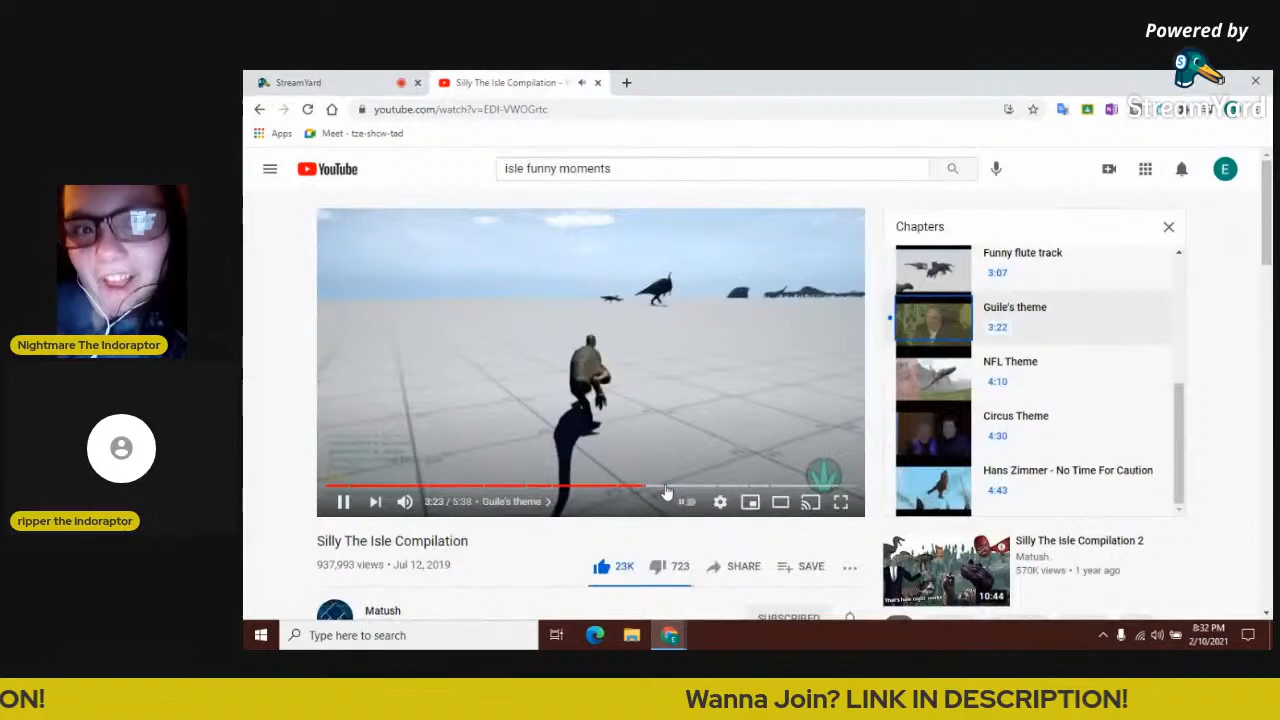 Powered by
StreamYard
StreamYard
Silly The Isle Compilation -
youtube.com/watch?v=EDI-VWOGrtc
Apps
Meet - tze-shcw-tad
YouTube
isle funny moments
E
Chapters
Funny flute track
3:07
Guile's theme
3:22
NFL Theme
4:10
Circus Theme
4:30
Hans Zimmer - No Time For Caution
4:43
3:23 / 5:38 • Guile's theme
Silly The Isle Compilation
937,993 views • Jul 12, 2019
23K
723
SHARE
SAVE
Matush
SUBSCRIBED
Silly The Isle Compilation 2
Matush.
570K views • 1 year ago
10:44
Nightmare The Indoraptor
ripper the indoraptor
Type here to search
8:32 PM
2/10/2021
ON!
Wanna Join? LINK IN DESCRIPTION!